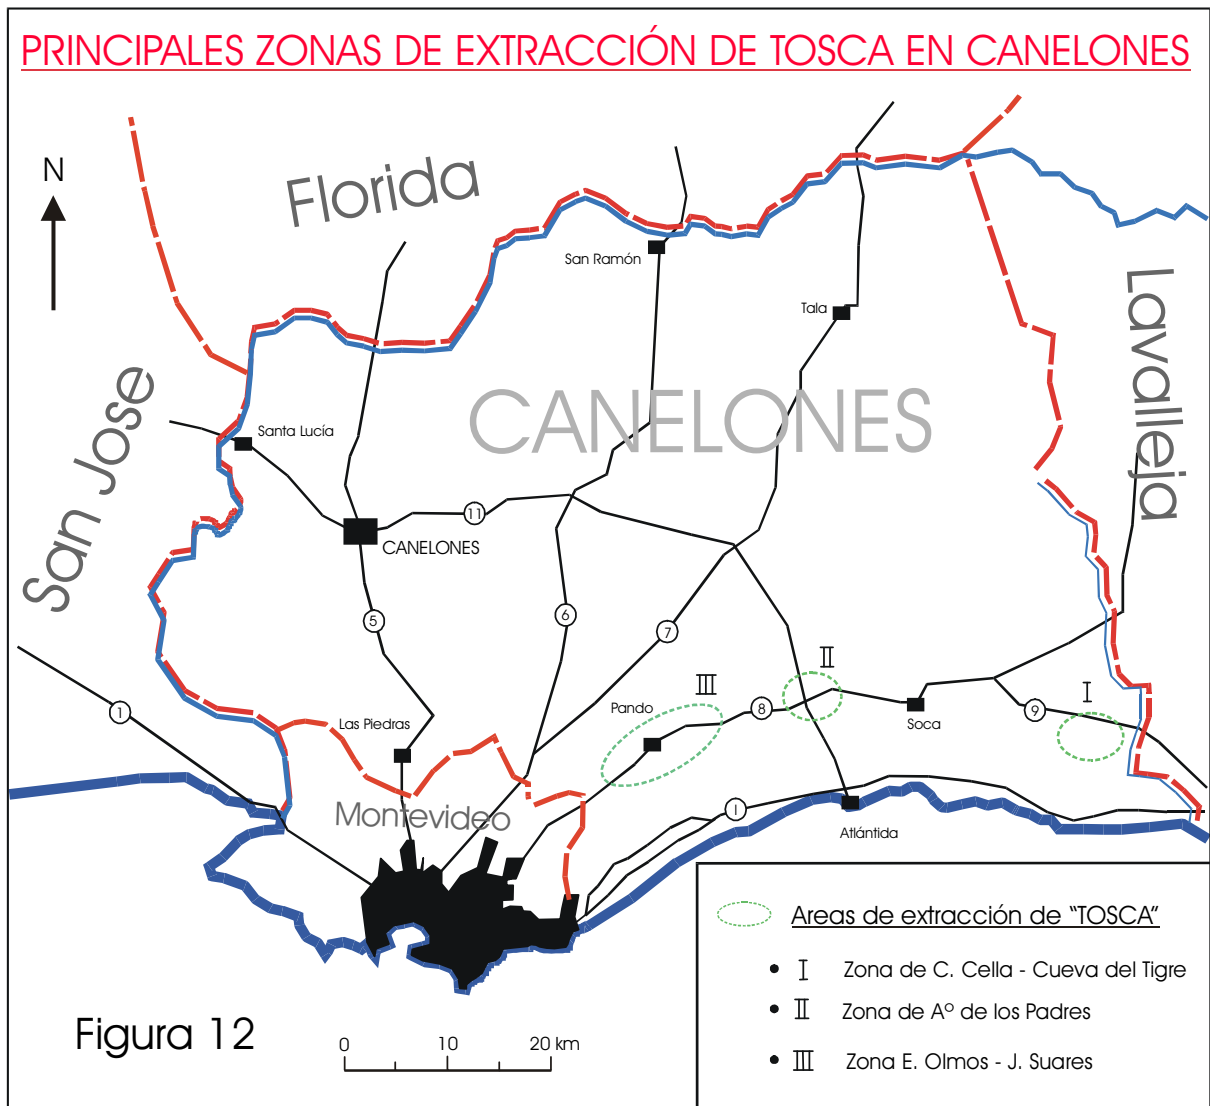 PRINCIPALES ZONAS DE EXTRACCIÓN DE TOSCA EN CANELONES
N
Florida
San Ramón
Tala
Lavalleja
CANELONES
San Jose
Santa Lucía
11
CANELONES
5
6
7
II
III
I
Pando
8
9
1
Las Piedras
Soca
Montevideo
I
Atlántida
Areas de extracción de "TOSCA"
• I Zona de C. Cella - Cueva del Tigre
• II Zona de Aº de los Padres
• III Zona E. Olmos - J. Suares
Figura 12
0 10 20 km